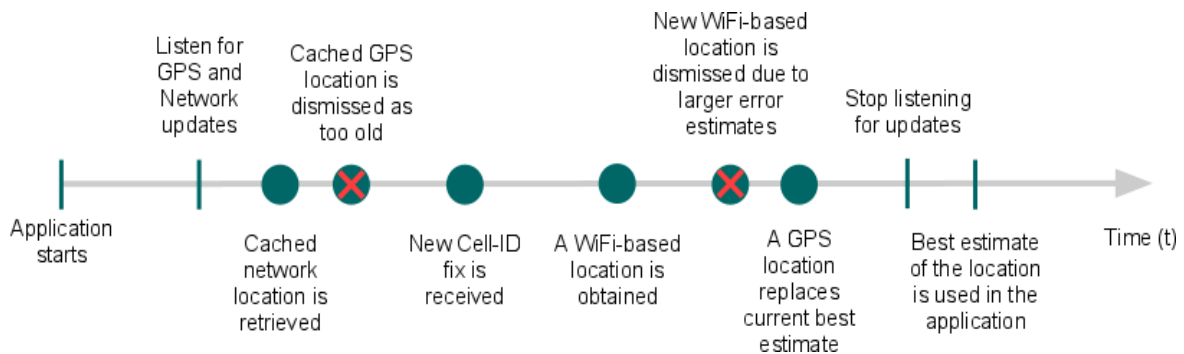 Application
starts
Listen for
GPS and
Network
updates
Cached
network
location is
retrieved
Cached GPS
location is
dismissed as
too old
New Cell-ID
fix is
received
A WiFi-based
location is
obtained
New WiFi-based
location is
dismissed due to
larger error
estimates
A GPS
location
replaces
current best
estimate
Stop listening
for updates
Best estimate
of the location
is used in the
application
Time (t)